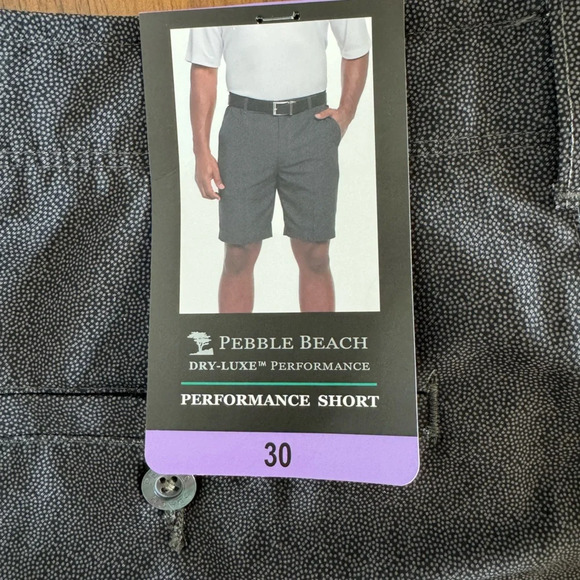 PEBBLE BEACH
DRY-LUXE™ PERFORMANCE
PERFORMANCE SHORT
30